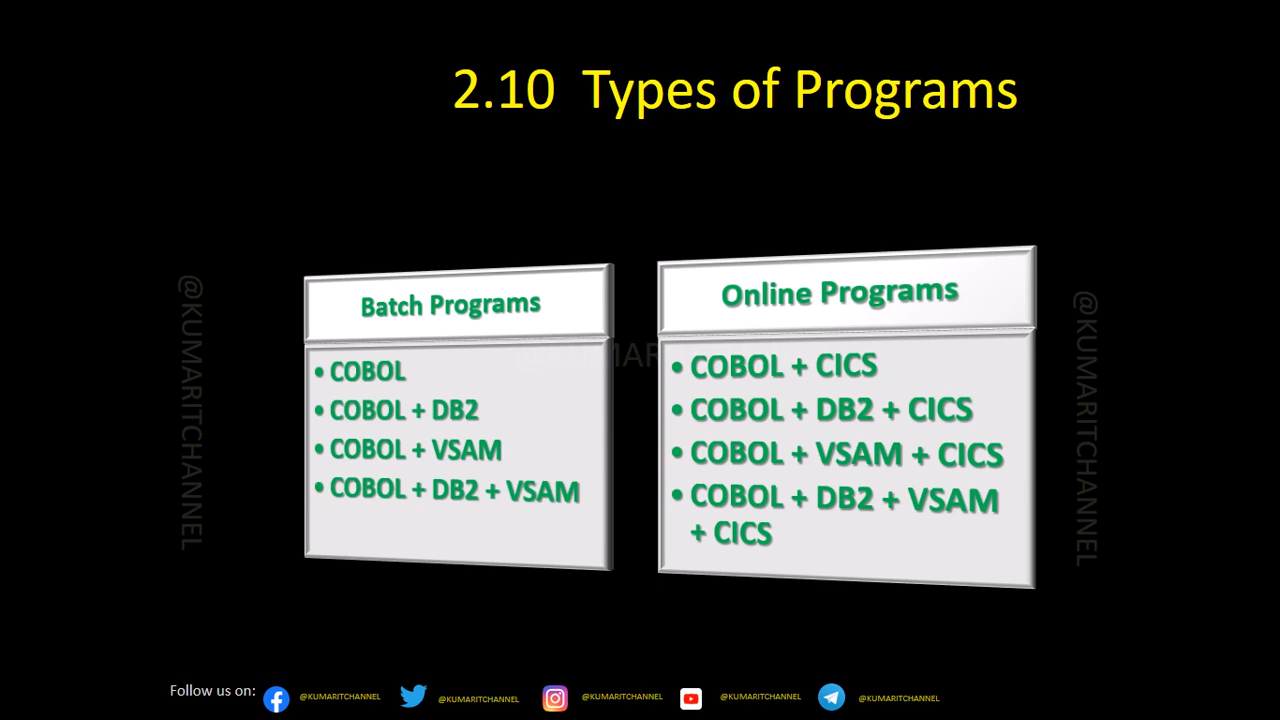 2.10 Types of Programs
Batch Programs
• COBOL
• COBOL + DB2
• COBOL + VSAM
• COBOL + DB2 + VSAM
Online Programs
• COBOL + CICS
• COBOL + DB2 + CICS
• COBOL + VSAM + CICS
• COBOL + DB2 + VSAM
+ CICS
@KUMARITCHANNEL
@KUMARITCHANNEL
Follow us on:
@KUMARITCHANNEL
@KUMARITCHANNEL
@KUMARITCHANNEL
@KUMARITCHANNEL
@KUMARITCHANNEL